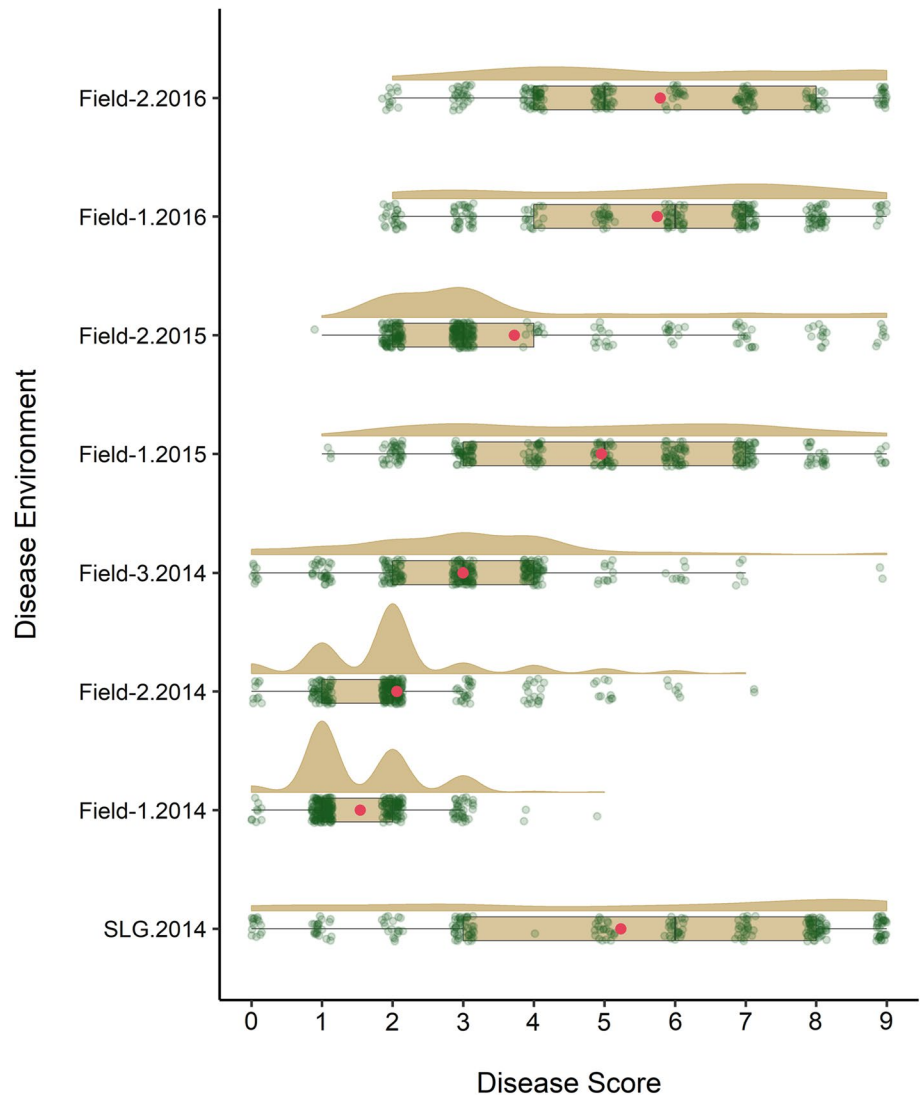 Disease Environment
Field-2.2016
Field-1.2016
Field-2.2015
Field-1.2015
Field-3.2014
Field-2.2014
Field-1.2014
SLG.2014
0 1 2 3 4 5 6 7 8 9
Disease Score